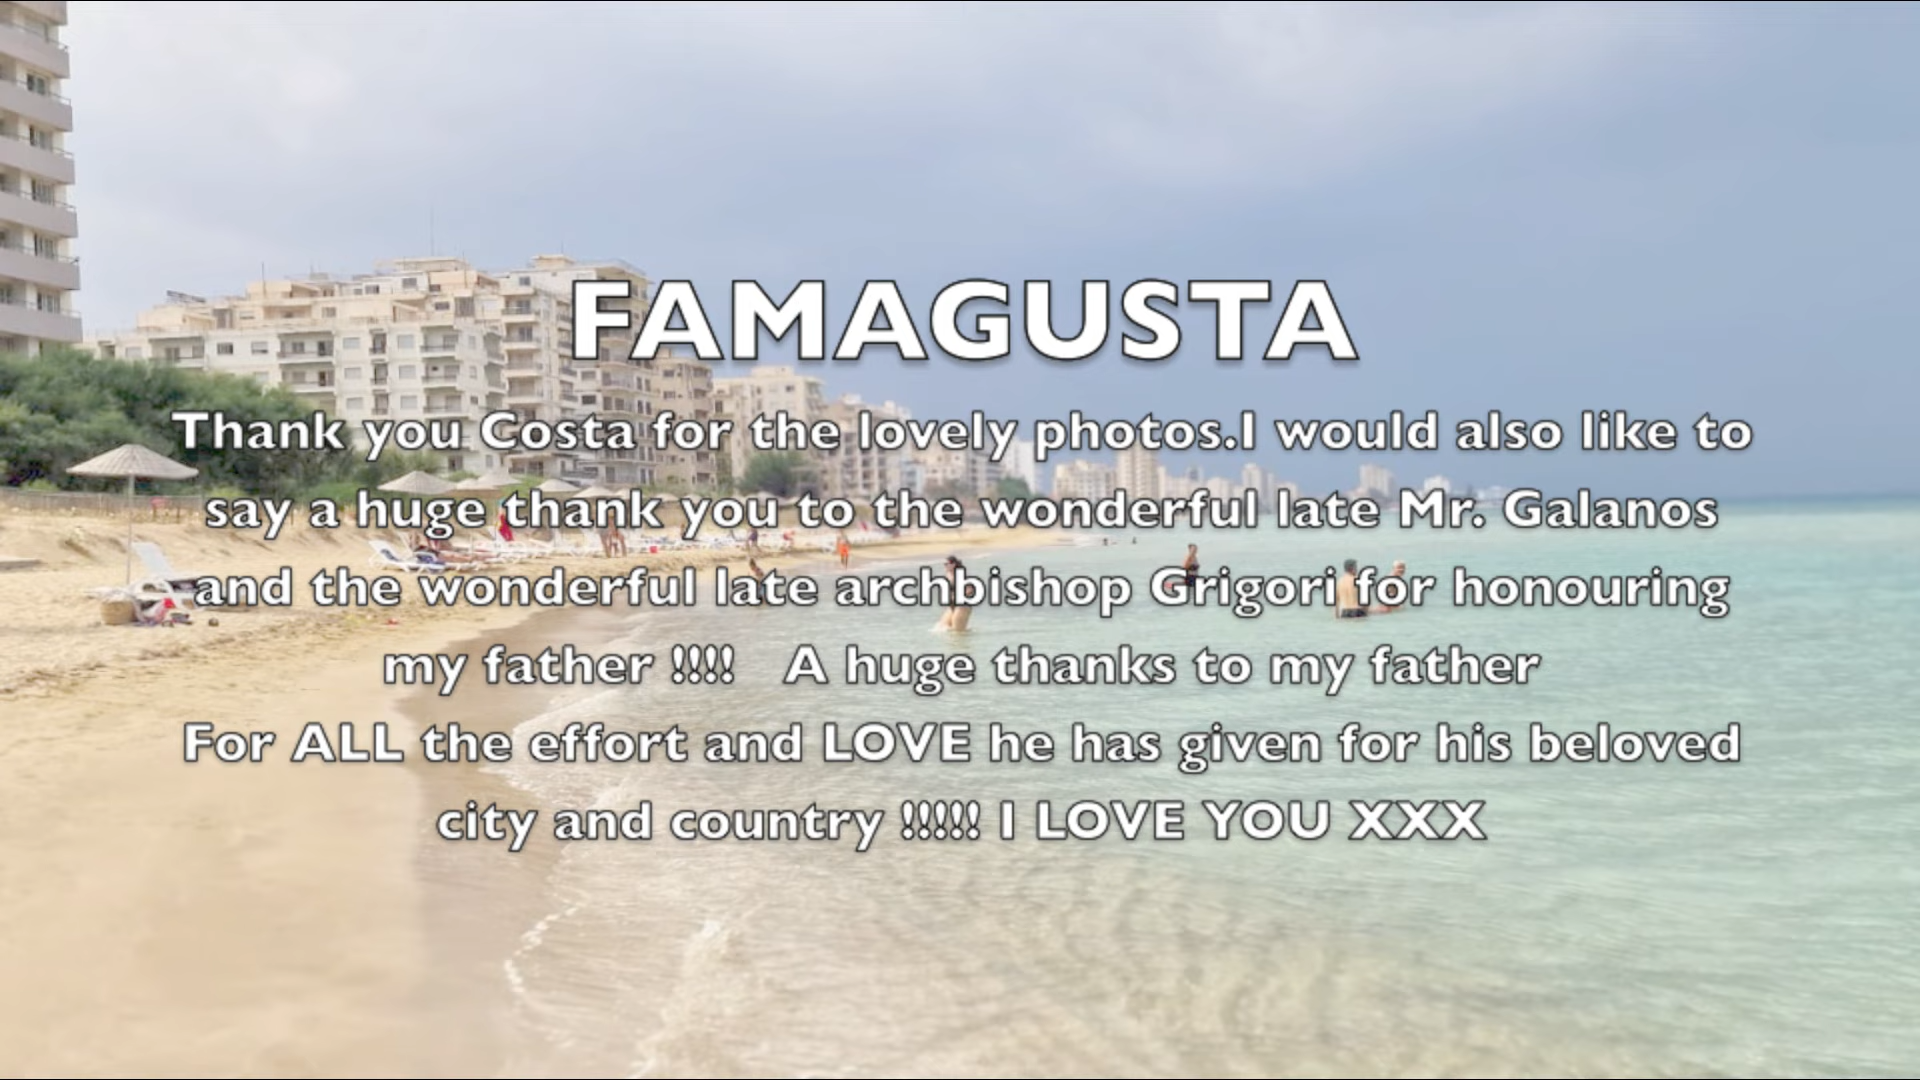 FAMAGUSTA
Thank you Costa for the lovely photos.I would also like to
say a huge thank you to the wonderful late Mr. Galanos
and the wonderful late archbishop Grigori for honouring
my father !!!!   A huge thanks to my father
For ALL the effort and LOVE he has given for his beloved
city and country !!!!! I LOVE YOU XXX